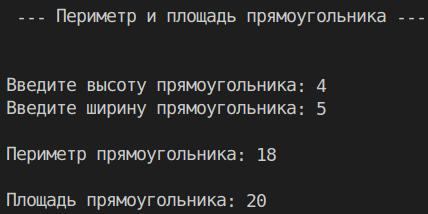 --- Периметр и площадь прямоугольника ---
Введите высоту прямоугольника: 4
Введите ширину прямоугольника: 5
Периметр прямоугольника: 18
Площадь прямоугольника: 20